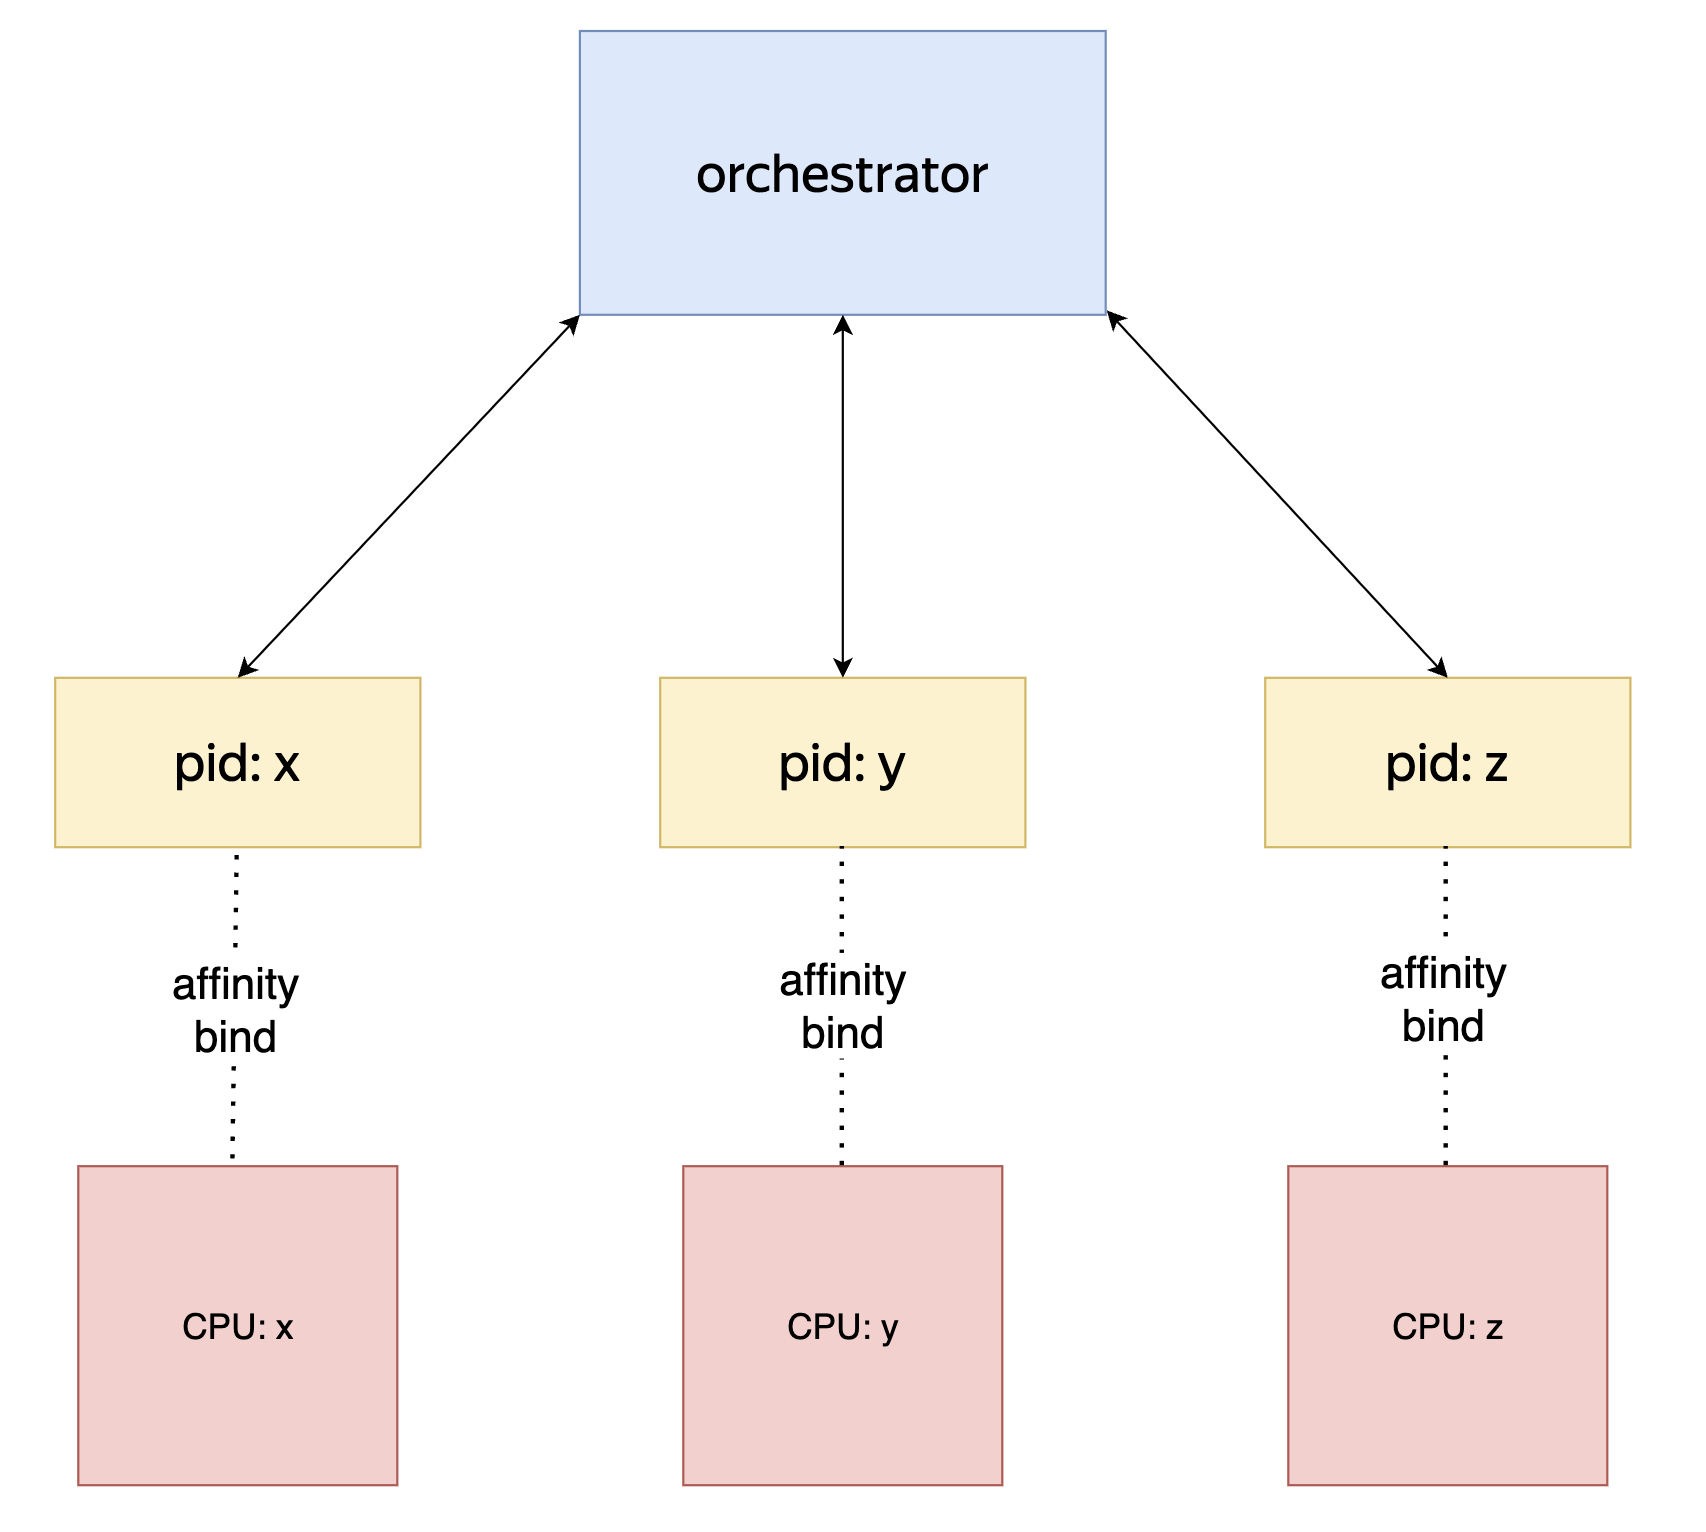 orchestrator
pid: x
pid: y
pid: z
affinity
bind
affinity
bind
affinity
bind
CPU: x
CPU: y
CPU: z